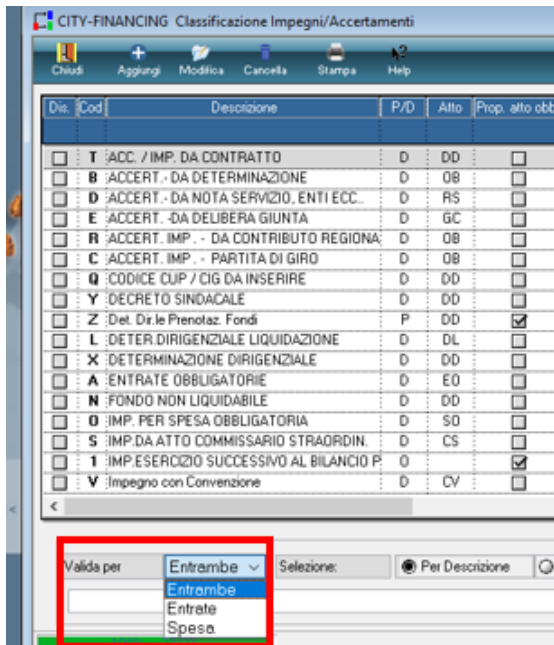 CITY-FINANCING Classificazione Impegni/Accertamenti
Chiudi Aggiungi Modifica Cancella Stampa Help
Dis. Cod Descrizione P/D Atto Prop. atto obb
T ACC. / IMP. DA CONTRATTO D DD
B ACCERT.- DA DETERMINAZIONE D OB
D ACCERT.- DA NOTA SERVIZIO, ENTI ECC.. D RS
E ACCERT. -DA DELIBERA GIUNTA D GC
R ACCERT. IMP. - DA CONTRIBUTO REGIONA D OB
C ACCERT. IMP. - PARTITA DI GIRO D OB
Q CODICE CUP / CIG DA INSERIRE D DD
Y DECRETO SINDACALE D DD
Z Det. Dir.le Prenotaz. Fondi P DD
L DETER.DIRIGENZIALE LIQUIDAZIONE D DL
X DETERMINAZIONE DIRIGENZIALE D DD
A ENTRATE OBBLIGATORIE D EO
N FONDO NON LIQUIDABILE D DD
O IMP. PER SPESA OBBLIGATORIA D SO
S IMP.DA ATTO COMMISSARIO STRAORDIN. D CS
1 IMP.ESERCIZIO SUCCESSIVO AL BILANCIO P O
V Impegno con Convenzione D CV
Valida per Entrambe Selezione: Per Descrizione
Entrambe
Entrate
Spesa